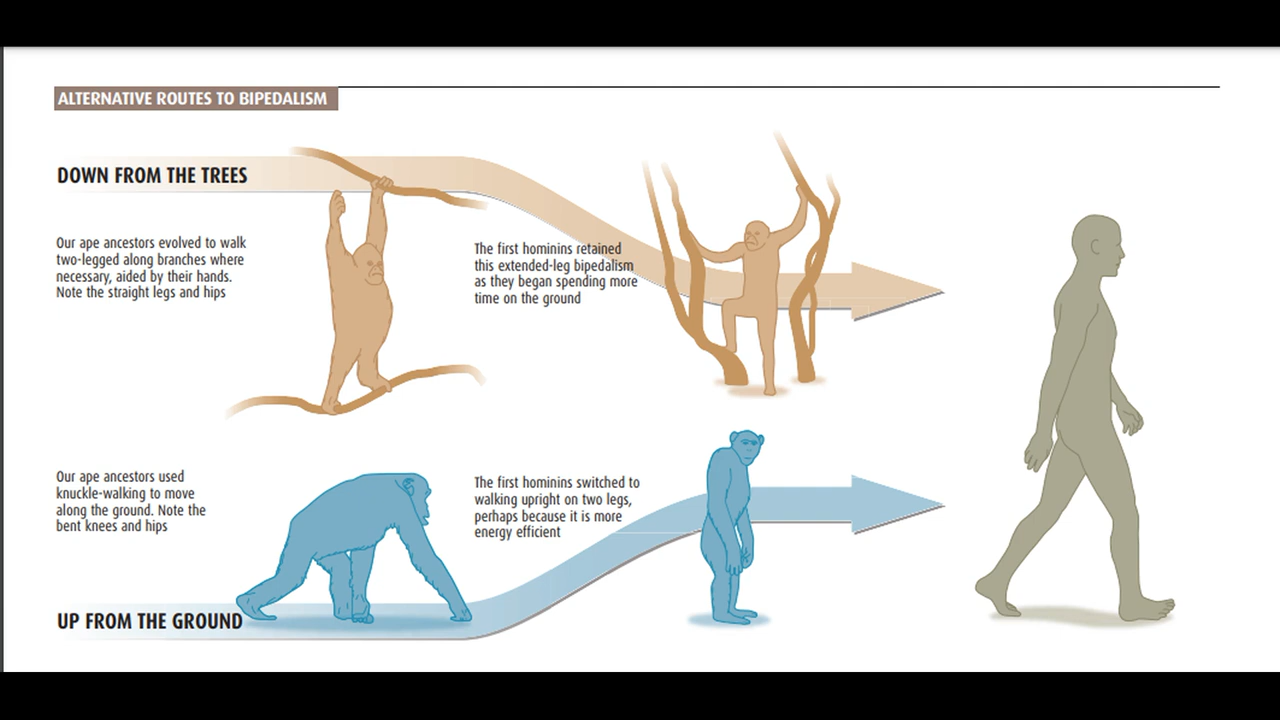 ALTERNATIVE ROUTES TO BIPEDALISM
DOWN FROM THE TREES
Our ape ancestors evolved to walk
two-legged along branches where
necessary, aided by their hands.
Note the straight legs and hips
The first hominins retained
this extended-leg bipedalism
as they began spending more
time on the ground
Our ape ancestors used
knuckle-walking to move
along the ground. Note the
bent knees and hips
The first hominins switched to
walking upright on two legs,
perhaps because it is more
energy efficient
UP FROM THE GROUND